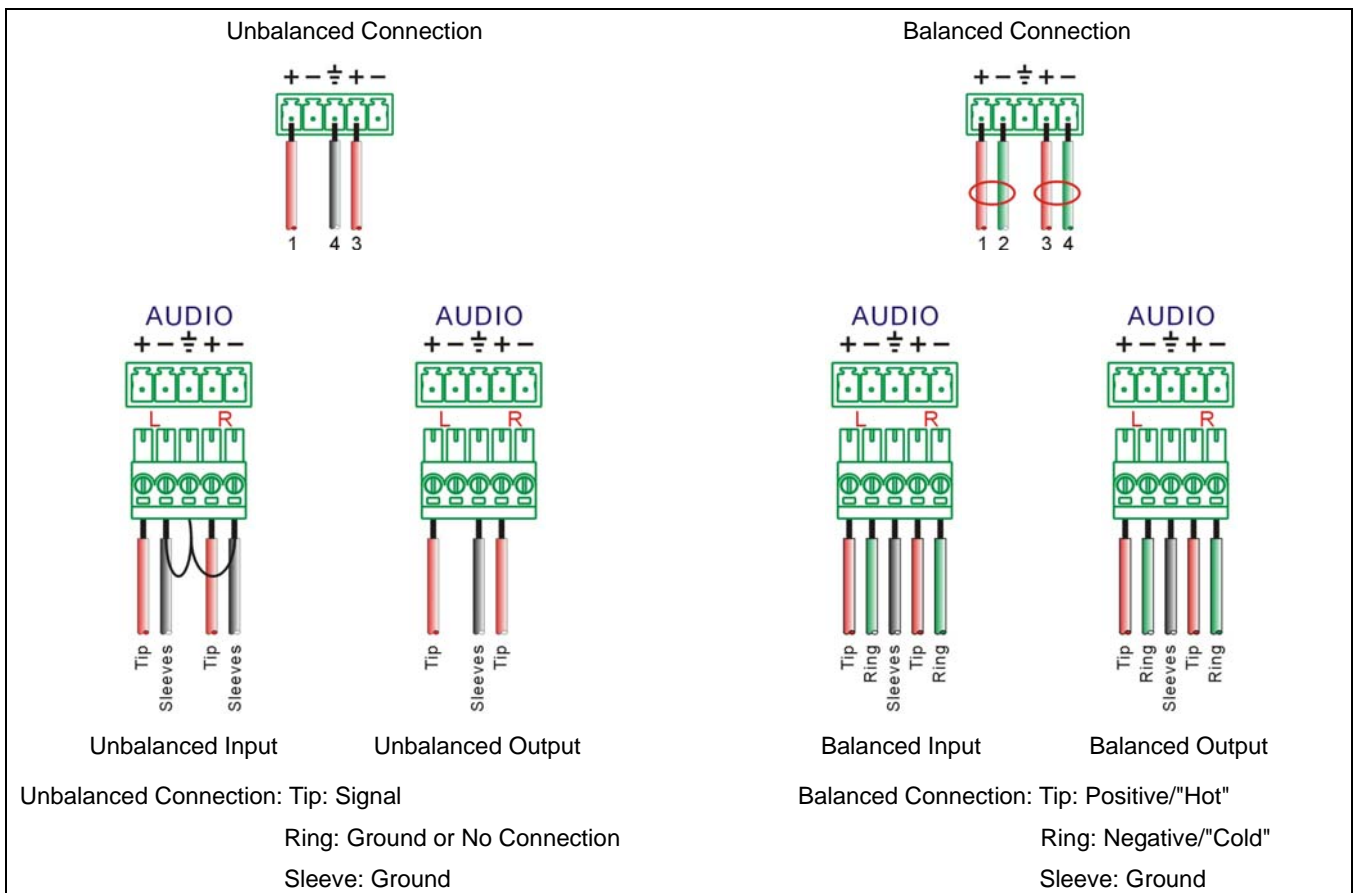 Unbalanced Connection
Balanced Connection
+ − ⏚ + −
+ − ⏚ + −
1 4 3
1 2 3 4
AUDIO
AUDIO
AUDIO
AUDIO
+ − ⏚ + −
+ − ⏚ + −
+ − ⏚ + −
+ − ⏚ + −
L R
L R
L R
L R
Tip
Sleeves
Tip
Sleeves
Tip
Sleeves
Tip
Tip
Ring
Sleeves
Tip
Ring
Tip
Ring
Sleeves
Tip
Ring
Unbalanced Input
Unbalanced Output
Balanced Input
Balanced Output
Unbalanced Connection: Tip: Signal
Ring: Ground or No Connection
Sleeve: Ground
Balanced Connection: Tip: Positive/"Hot"
Ring: Negative/"Cold"
Sleeve: Ground